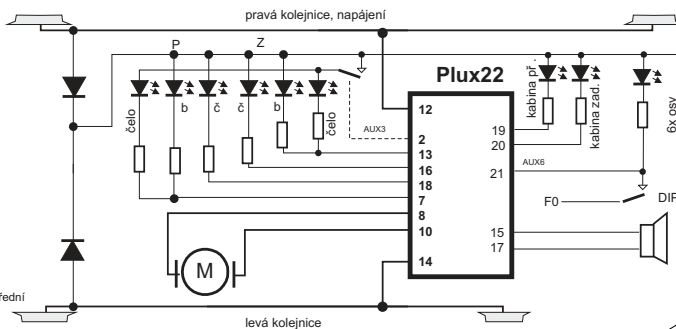 pravá kolejnice, napájení
P
Z
Plux22
čelo
b
č
č
b
čelo
kabina př.
kabina zad.
6x osv
AUX3
12
2
13
16
18
7
8
10
14
19
20
21
AUX6
15
17
F0
DIP
M
řední
levá kolejnice